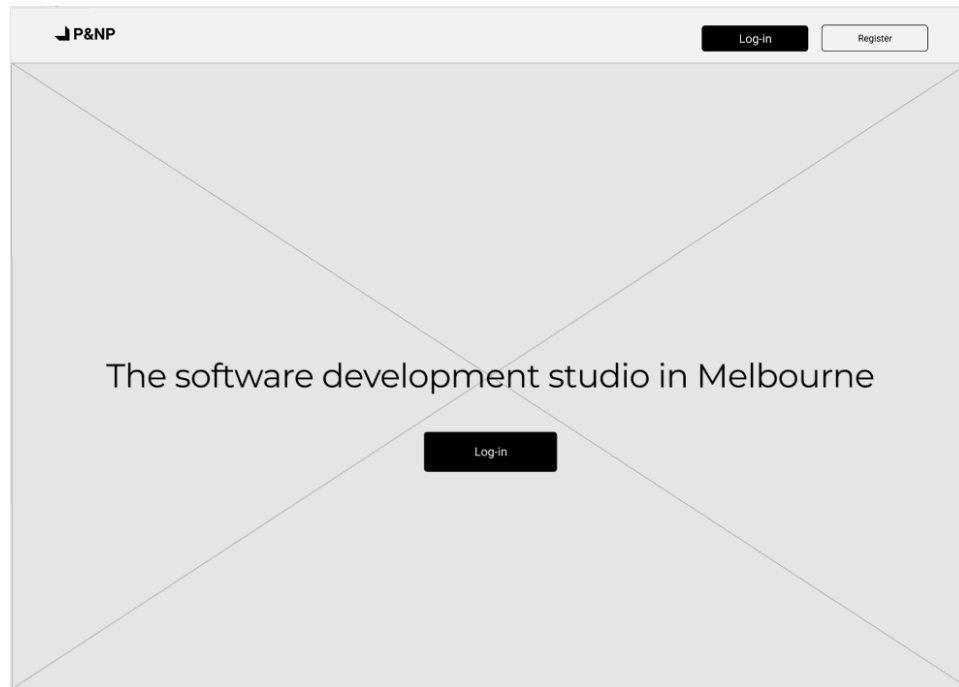 P&NP
Log-in
Register
The software development studio in Melbourne
Log-in